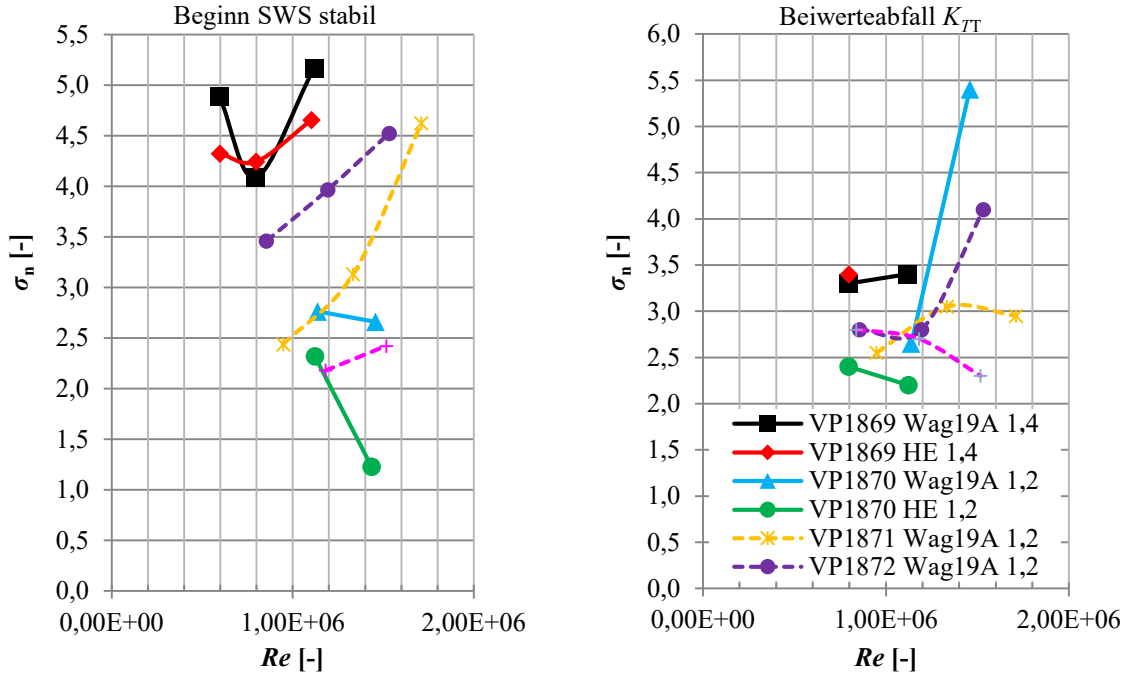 Beginn SWS stabil
5,5
5,0
4,5
4,0
3,5
3,0
2,5
2,0
1,5
1,0
0,5
0,0
σn [-]
0,00E+00 1,00E+06 2,00E+06
Re [-]
Beiwerteabfall KTT
6,0
5,5
5,0
4,5
4,0
3,5
3,0
2,5
2,0
1,5
1,0
0,5
0,0
σn [-]
VP1869 Wag19A 1,4
VP1869 HE 1,4
VP1870 Wag19A 1,2
VP1870 HE 1,2
VP1871 Wag19A 1,2
VP1872 Wag19A 1,2
0,00E+00 1,00E+06 2,00E+06
Re [-]